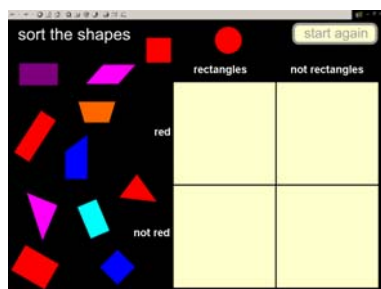 sort the shapes
start again
rectangles
not rectangles
red
not red